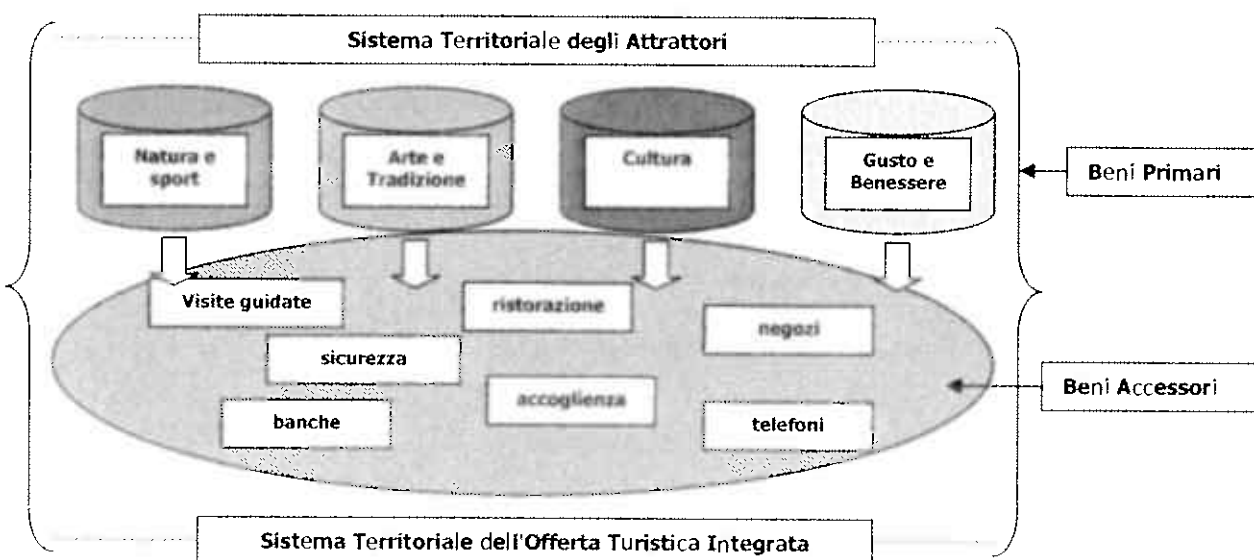 Sistema Territoriale degli Attrattori
Natura e
sport
Arte e
Tradizione
Cultura
Gusto e
Benessere
Beni Primari
Visite guidate
ristorazione
negozi
sicurezza
accoglienza
Beni Accessori
banche
telefoni
Sistema Territoriale dell'Offerta Turistica Integrata